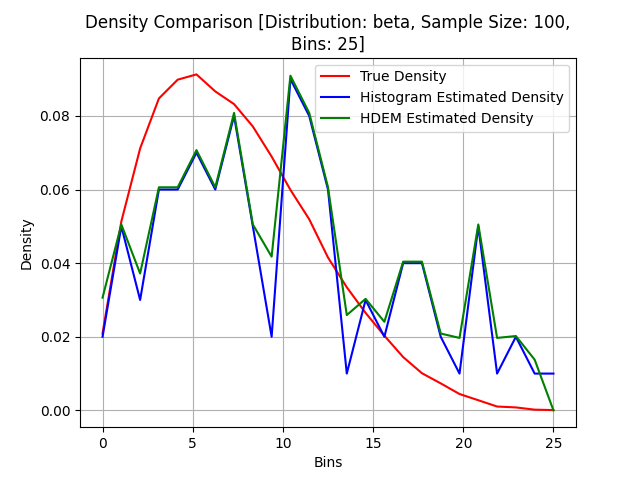 Density Comparison [Distribution: beta, Sample Size: 100,
Bins: 25]
True Density
Histogram Estimated Density
HDEM Estimated Density
Density
0.08
0.06
0.04
0.02
0.00
0 5 10 15 20 25
Bins